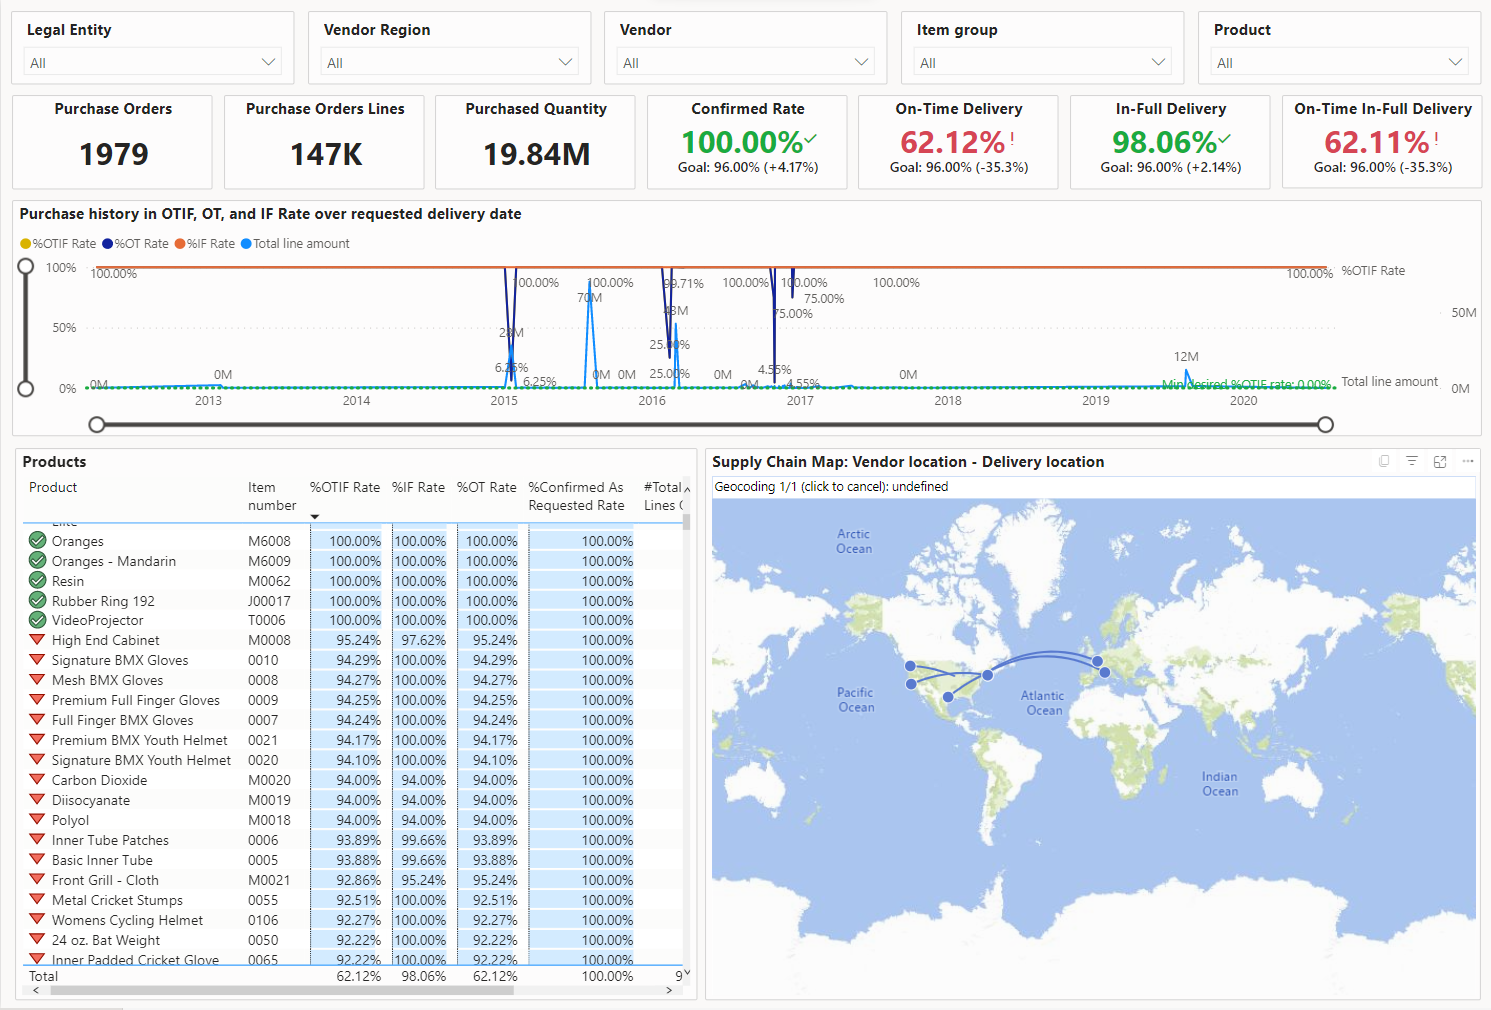 Legal Entity
All
Vendor Region
All
Vendor
All
Item group
All
Product
All
Purchase Orders
1979
Purchase Orders Lines
147K
Purchased Quantity
19.84M
Confirmed Rate
100.00%
Goal: 96.00% (+4.17%)
On-Time Delivery
62.12%!
Goal: 96.00% (-35.3%)
In-Full Delivery
98.06%
Goal: 96.00% (+2.14%)
On-Time In-Full Delivery
62.11%!
Goal: 96.00% (-35.3%)
Purchase history in OTIF, OT, and IF Rate over requested delivery date
%OTIF Rate %OT Rate %IF Rate Total line amount
100%
50%
0%
100.00% 100.00% 100.00% 99.71% 100.00% 100.00% 100.00% 100.00%
%OTIF Rate
70M
75.00%
75.00%
50M
25.00%
12M
6.25%
4.55%
0M 0M 6.25% 0M 0M 25.00% 0M 0M 4.55% 0M
Min desired %OTIF rate: 0.00%
Total line amount
0M
2013 2014 2015 2016 2017 2018 2019 2020
Products
Product Item number %OTIF Rate %IF Rate %OT Rate %Confirmed As Requested Rate #Total Lines
Oranges M6008 100.00% 100.00% 100.00% 100.00%
Oranges - Mandarin M6009 100.00% 100.00% 100.00% 100.00%
Resin M0062 100.00% 100.00% 100.00% 100.00%
Rubber Ring 192 J00017 100.00% 100.00% 100.00% 100.00%
VideoProjector T0006 100.00% 100.00% 100.00% 100.00%
High End Cabinet M0008 95.24% 97.62% 95.24% 100.00%
Signature BMX Gloves 0010 94.29% 100.00% 94.29% 100.00%
Mesh BMX Gloves 0008 94.27% 100.00% 94.27% 100.00%
Premium Full Finger Gloves 0009 94.25% 100.00% 94.25% 100.00%
Full Finger BMX Gloves 0007 94.24% 100.00% 94.24% 100.00%
Premium BMX Youth Helmet 0021 94.17% 100.00% 94.17% 100.00%
Signature BMX Youth Helmet 0020 94.10% 100.00% 94.10% 100.00%
Carbon Dioxide M0020 94.00% 94.00% 94.00% 100.00%
Diisocyanate M0019 94.00% 94.00% 94.00% 100.00%
Polyol M0018 94.00% 94.00% 94.00% 100.00%
Inner Tube Patches 0006 93.89% 99.66% 93.89% 100.00%
Basic Inner Tube 0005 93.88% 99.66% 93.88% 100.00%
Front Grill - Cloth M0021 92.86% 95.24% 95.24% 100.00%
Metal Cricket Stumps 0055 92.51% 100.00% 92.51% 100.00%
Womens Cycling Helmet 0106 92.27% 100.00% 92.27% 100.00%
24 oz. Bat Weight 0050 92.22% 100.00% 92.22% 100.00%
Inner Padded Cricket Glove 0065 92.22% 100.00% 92.22% 100.00%
Total 62.12% 98.06% 62.12% 100.00% 9
Supply Chain Map: Vendor location - Delivery location
Geocoding 1/1 (click to cancel): undefined
Arctic
Ocean
Pacific
Ocean
Atlantic
Ocean
Indian
Ocean